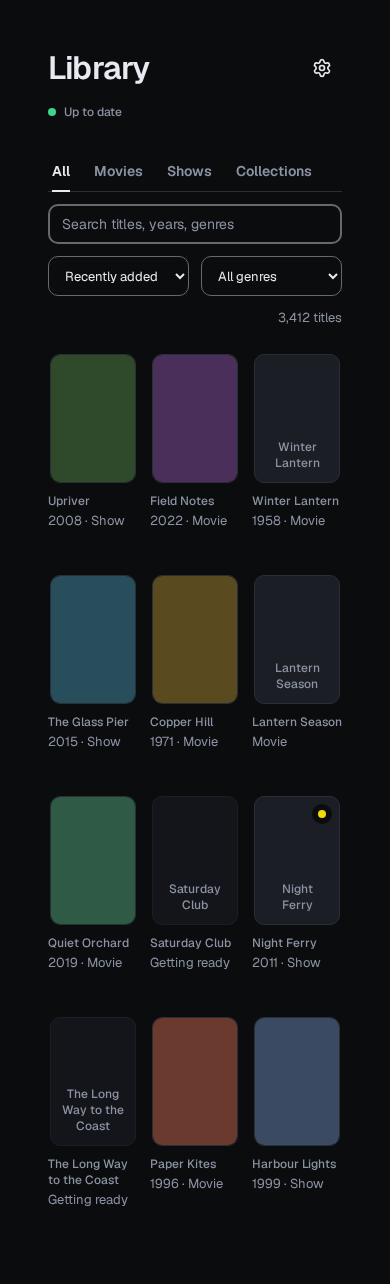 Library
Up to date
All Movies Shows Collections
Search titles, years, genres
Recently added All genres
3,412 titles
Winter
Lantern
Upriver Field Notes Winter Lantern
2008 · Show 2022 · Movie 1958 · Movie
Lantern
Season
The Glass Pier Copper Hill Lantern Season
2015 · Show 1971 · Movie Movie
Saturday
Club
Night
Ferry
Quiet Orchard Saturday Club Night Ferry
2019 · Movie Getting ready 2011 · Show
The Long
Way to the
Coast
The Long Way
to the Coast
Getting ready
Paper Kites
1996 · Movie
Harbour Lights
1999 · Show